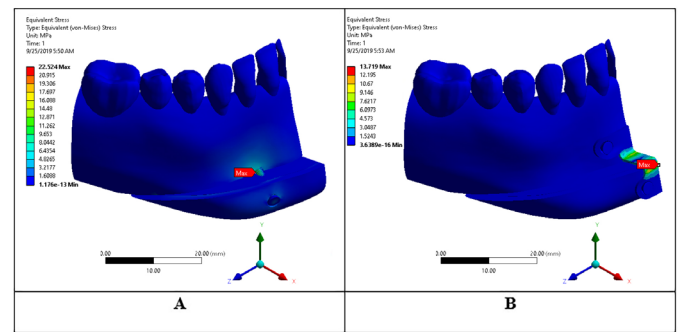 Equivalent Stress
Type: Equivalent (von-Mises) Stress
Unit: MPa
Time: 1
9/25/2019 5:50 AM
22.524 Max
20.915
19.306
17.697
16.088
14.48
12.871
11.262
9.653
8.0442
6.4354
4.8265
3.2177
1.6088
1.176e-13 Min
Max
0.00
20.00 (mm)
10.00
Y
Z
X
A
Equivalent Stress
Type: Equivalent (von-Mises) Stress
Unit: MPa
Time: 1
9/25/2019 5:53 AM
13.719 Max
12.195
10.67
9.146
7.6217
6.0973
4.573
3.0487
1.5243
3.6389e-16 Min
Max
0.00
20.00 (mm)
10.00
Y
Z
X
B